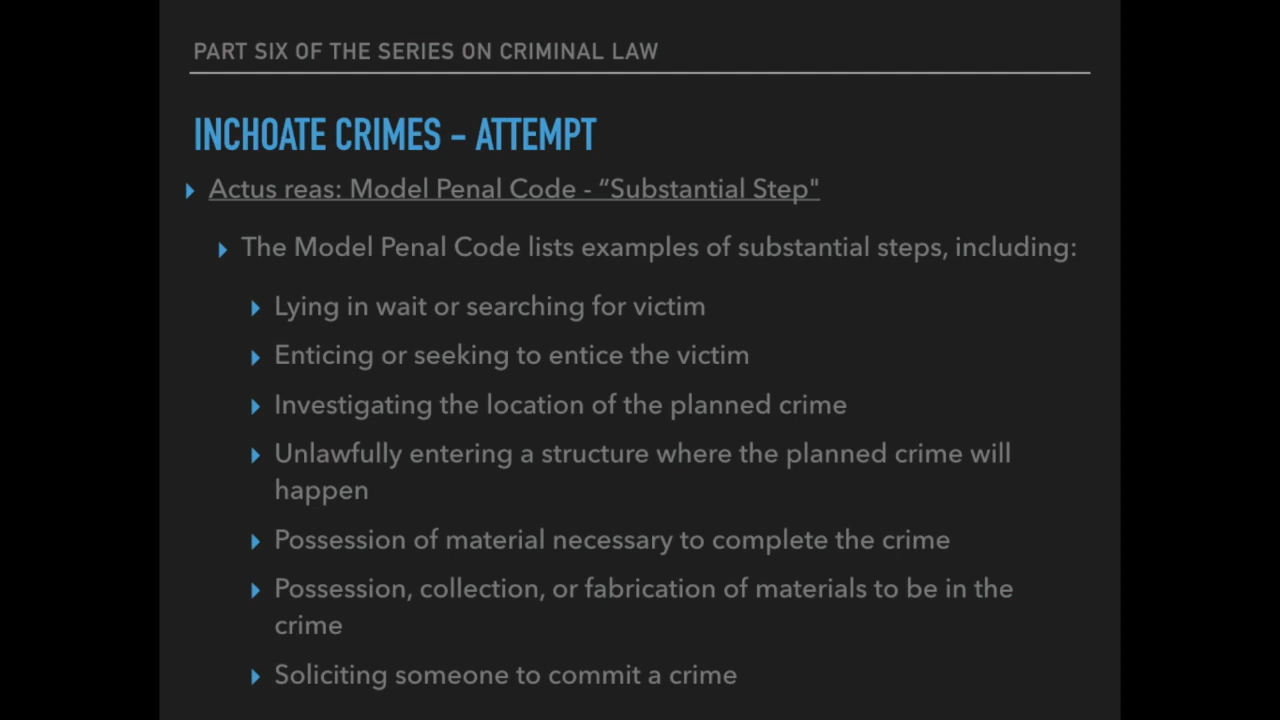 PART SIX OF THE SERIES ON CRIMINAL LAW
INCHOATE CRIMES – ATTEMPT
Actus reas: Model Penal Code - “Substantial Step"
The Model Penal Code lists examples of substantial steps, including:
Lying in wait or searching for victim
Enticing or seeking to entice the victim
Investigating the location of the planned crime
Unlawfully entering a structure where the planned crime will
happen
Possession of material necessary to complete the crime
Possession, collection, or fabrication of materials to be in the
crime
Soliciting someone to commit a crime